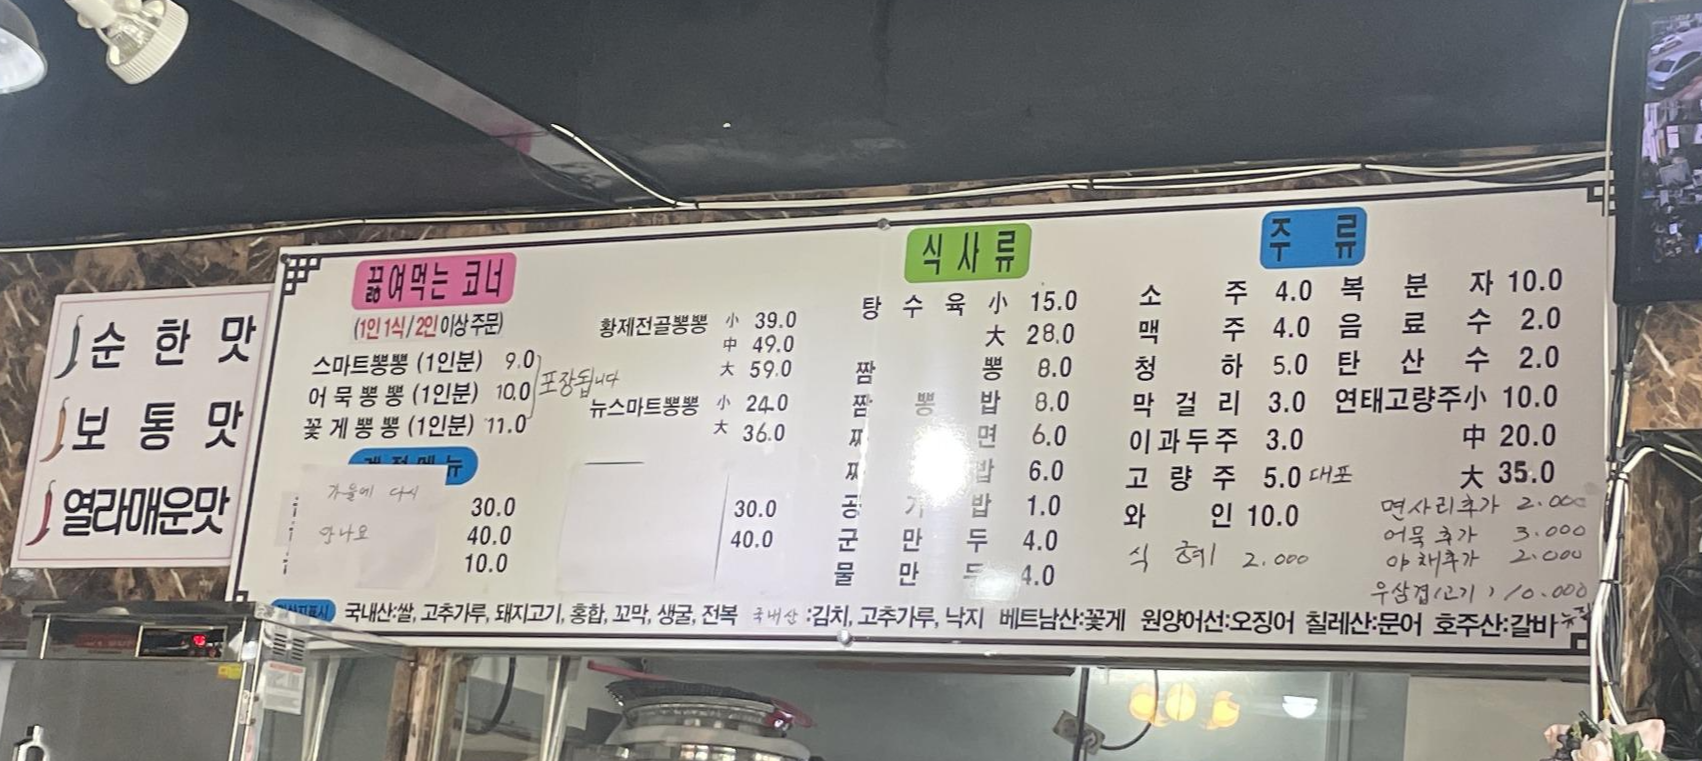 순한맛
보통맛
열라매운맛
끓여먹는 코너
(1인 1식/2인이상 주문)
스마트뽕뽕 (1인분) 9.0
어묵뽕뽕 (1인분) 10.0
꽃게뽕뽕 (1인분) 11.0
포장됩니다
황제전골뽕뽕 小 39.0
中 49.0
大 59.0
뉴스마트뽕뽕 小 24.0
大 36.0
계절메뉴
가을에 다시
만나요
30.0
40.0
10.0
30.0
40.0
식사류
탕수육 小 15.0
大 28.0
짬뽕 8.0
짬뽕밥 8.0
면 6.0
밥 6.0
공기밥 1.0
군만두 4.0
물만두 4.0
주류
소주 4.0
맥주 4.0
청하 5.0
막걸리 3.0
이과두주 3.0
고량주 5.0 대포
와인 10.0
식혜 2.000
복분자 10.0
음료수 2.0
탄산수 2.0
연태고량주 小 10.0
中 20.0
大 35.0
면사리추가 2.000
어묵추가 3.000
야채추가 2.000
우삼겹(고기) 10.000
원산지표시 국내산:쌀, 고추가루, 돼지고기, 홍합, 꼬막, 생굴, 전복 국내산:김치, 고추가루, 낙지 베트남산:꽃게 원양어선:오징어 칠레산:문어 호주산:갈비